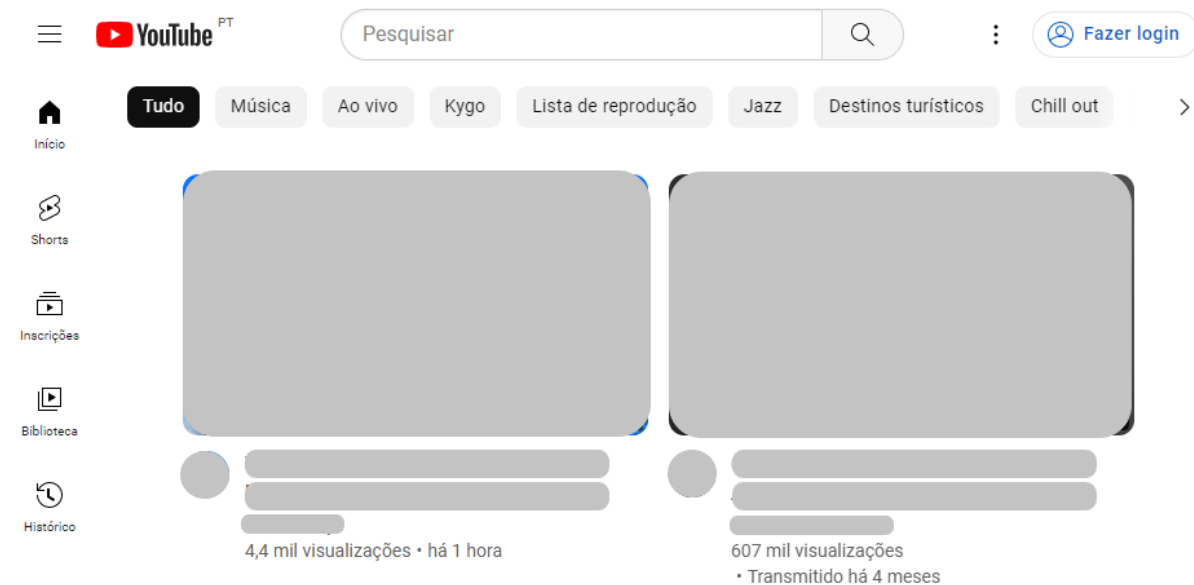 YouTube PT
Pesquisar
Fazer login
Tudo
Música
Ao vivo
Kygo
Lista de reprodução
Jazz
Destinos turísticos
Chill out
Início
Shorts
Inscrições
Biblioteca
Histórico
4,4 mil visualizações • há 1 hora
607 mil visualizações
• Transmitido há 4 meses